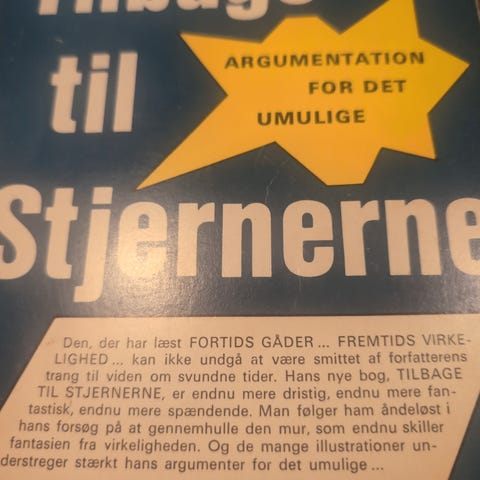 Tilbage
til
Stjernerne
ARGUMENTATION
FOR DET
UMULIGE
Den, der har læst FORTIDS GÅDER ... FREMTIDS VIRKE-
LIGHED ... kan ikke undgå at være smittet af forfatterens
trang til viden om svundne tider. Hans nye bog, TILBAGE
TIL STJERNERNE, er endnu mere dristig, endnu mere fan-
tastisk, endnu mere spændende. Man følger ham åndeløst i
hans forsøg på at gennemhulle den mur, som endnu skiller
fantasien fra virkeligheden. Og de mange illustrationer un-
derstreger stærkt hans argumenter for det umulige ...